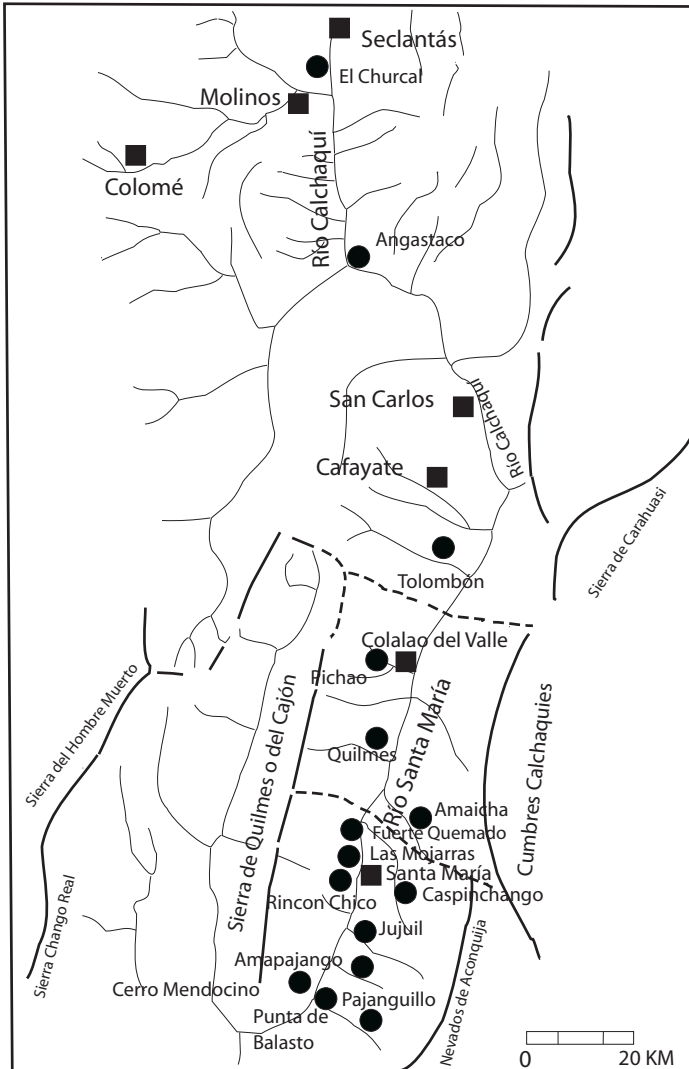 Seclantás
El Churcal
Molinos
Colomé
Río Calchaquí
Angastaco
San Carlos
Río Calchaquí
Cafayate
Sierra de Carahuasi
Tolombón
Colalao del Valle
Pichao
Sierra del Hombre Muerto
Sierra de Quilmes o del Cajón
Río Santa María
Quilmes
Cumbres Calchaquies
Amaicha
Fuerte Quemado
Las Mojarras
Santa María
Rincon Chico
Caspinchango
Sierra Chango Real
Jujuil
Amapajango
Nevados de Aconquija
Cerro Mendocino
Pajanguillo
Punta de
Balasto
0 20 KM